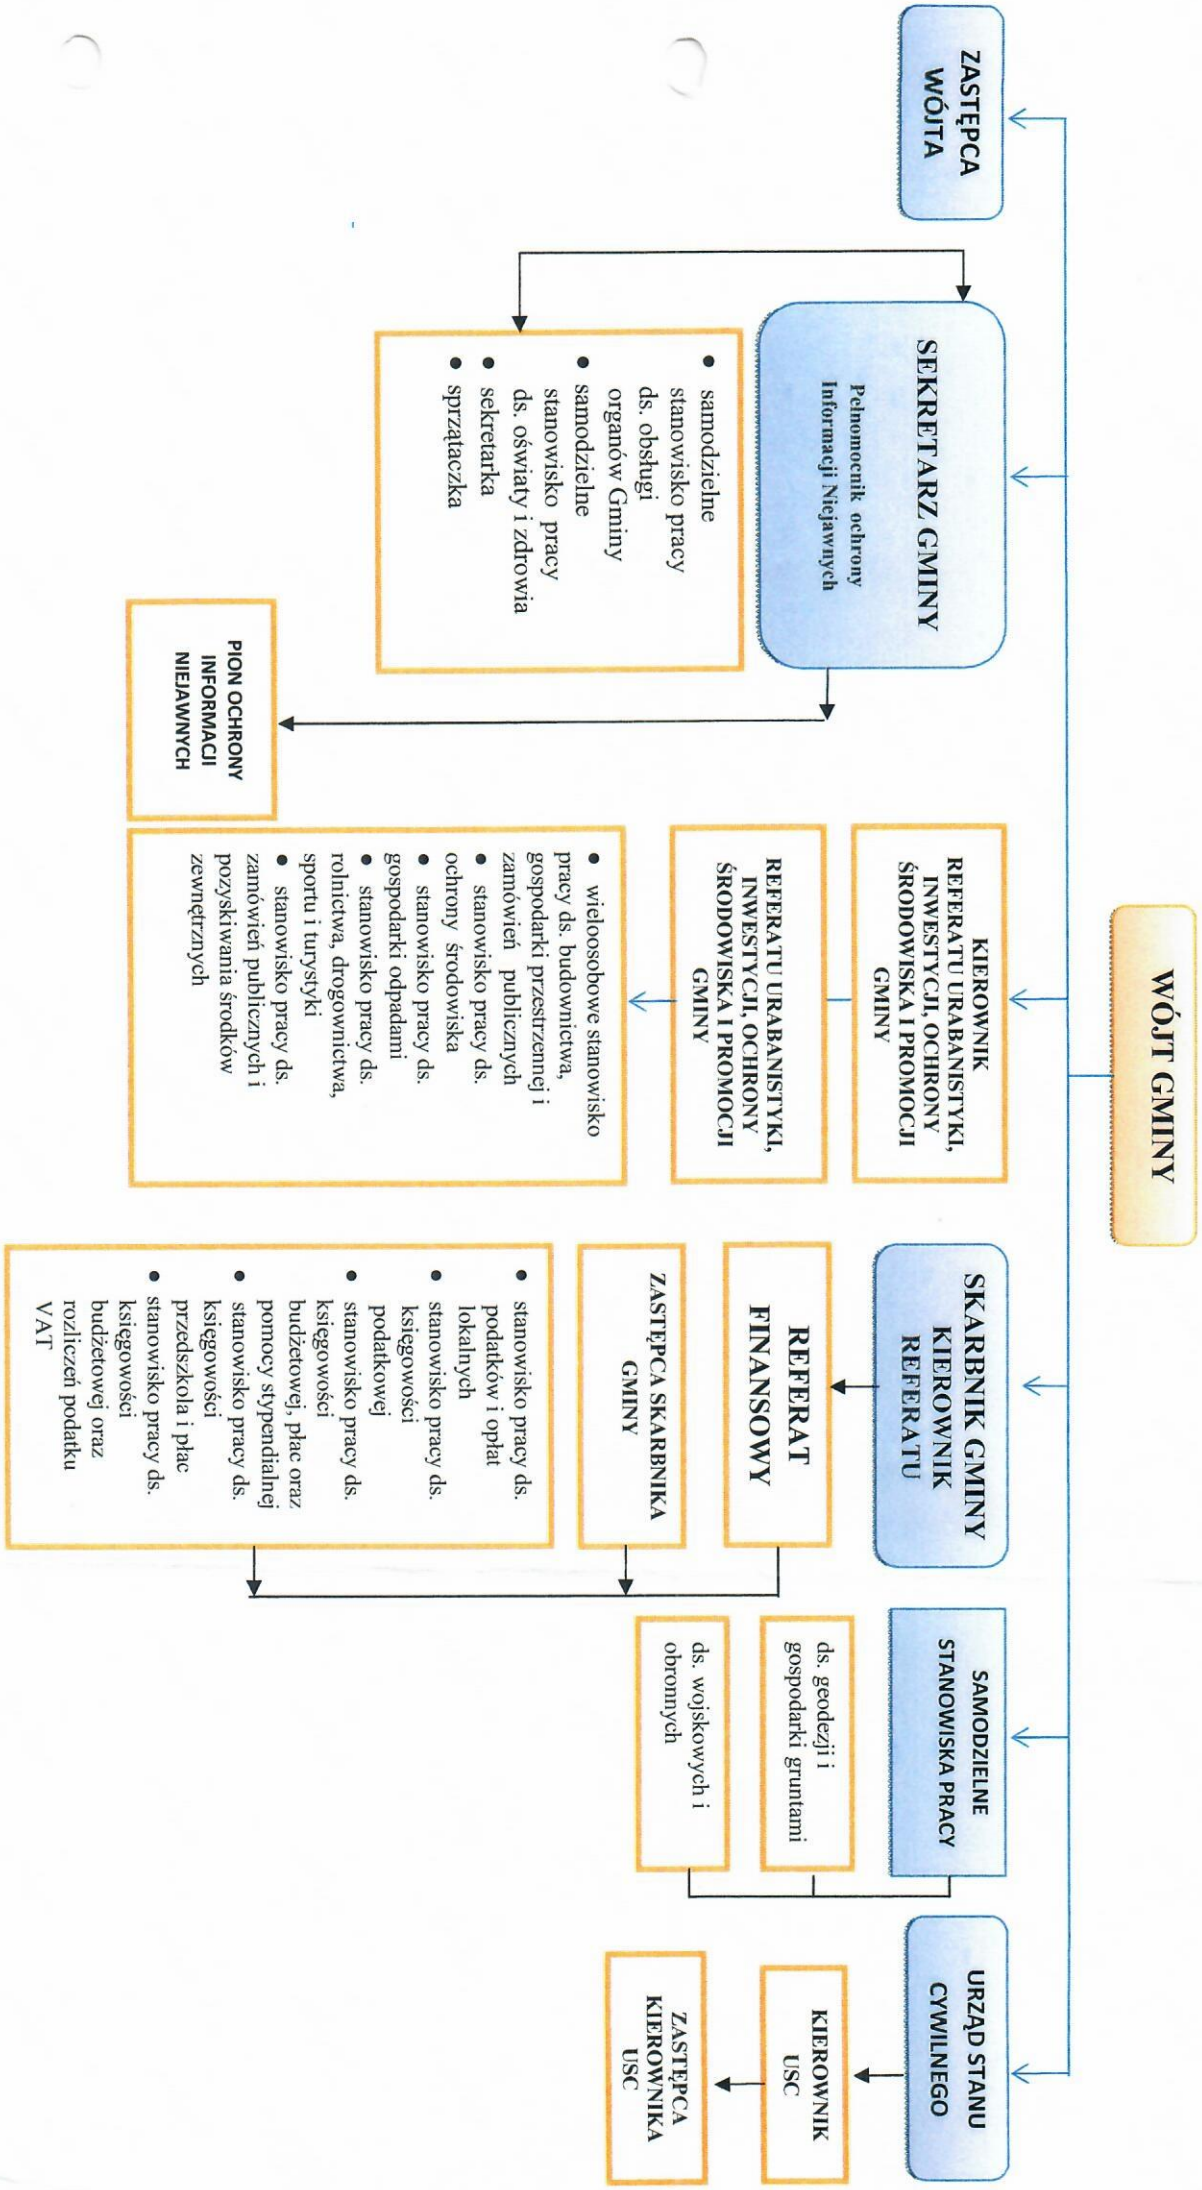 WÓJT GMINY
ZASTĘPCA
WÓJTA
SEKRETARZ GMINY
Pełnomocnik ochrony
Informacji Niejawnych
• samodzielne
stanowisko pracy
ds. obsługi
organów Gminy
• samodzielne
stanowisko pracy
ds. oświaty i zdrowia
• sekretarka
• sprzątaczka
PION OCHRONY
INFORMACJI
NIEJAWNYCH
KIEROWNIK
REFERATU URABANISTYKI,
INWESTYCJI, OCHRONY
ŚRODOWISKA I PROMOCJI
GMINY
REFERATU URABANISTYKI,
INWESTYCJI, OCHRONY
ŚRODOWISKA I PROMOCJI
GMINY
• wieloosobowe stanowisko
pracy ds. budownictwa,
gospodarki przestrzennej i
zamówień publicznych
• stanowisko pracy ds.
ochrony środowiska
• stanowisko pracy ds.
gospodarki odpadami
• stanowisko pracy ds.
rolnictwa, drogownictwa,
sportu i turystyki
• stanowisko pracy ds.
zamówień publicznych i
pozyskiwania środków
zewnętrznych
SKARBNIK GMINY
KIEROWNIK
REFERATU
REFERAT
FINANSOWY
ZASTĘPCA SKARBNIKA
GMINY
• stanowisko pracy ds.
podatków i opłat
lokalnych
• stanowisko pracy ds.
księgowości
podatkowej
• stanowisko pracy ds.
księgowości
budżetowej, płac oraz
pomocy stypendialnej
• stanowisko pracy ds.
księgowości
przedszkola i płac
• stanowisko pracy ds.
księgowości
budżetowej oraz
rozliczeń podatku
VAT
SAMODZIELNE
STANOWISKA PRACY
ds. geodezji i
gospodarki gruntami
ds. wojskowych i
obronnych
URZĄD STANU
CYWILNEGO
KIEROWNIK
USC
ZASTĘPCA
KIEROWNIKA
USC